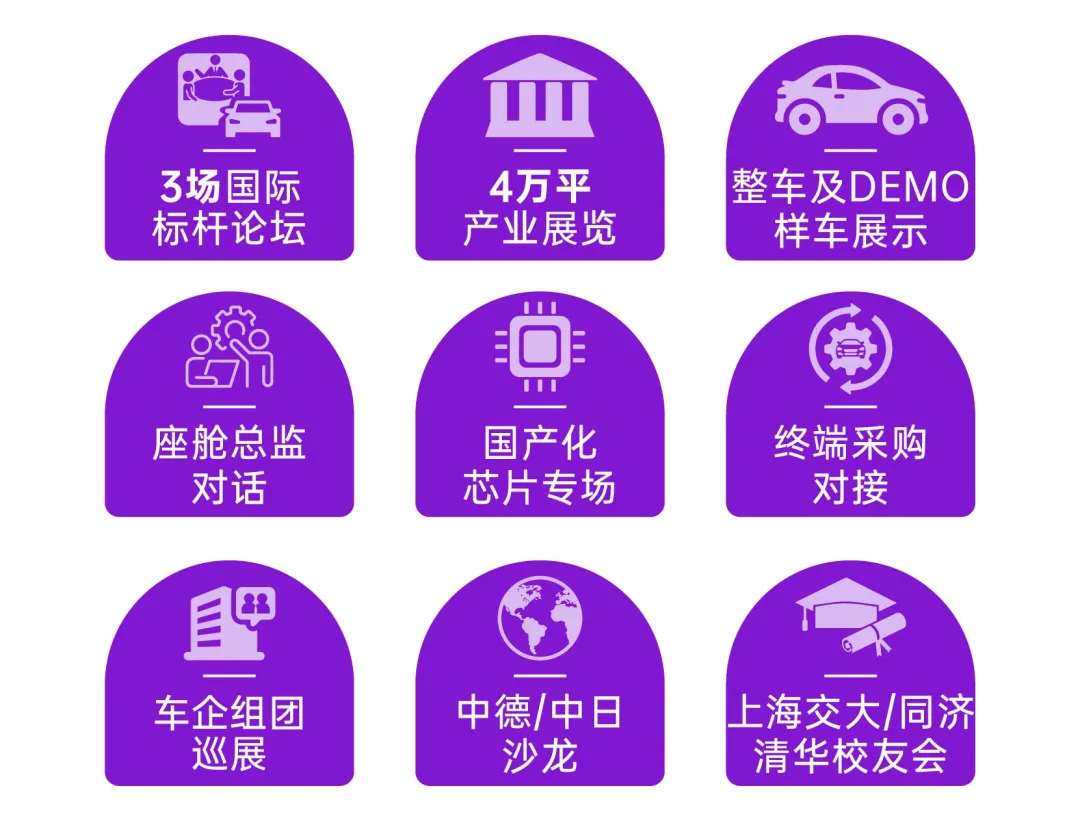 3场国际
标杆论坛
4万平
产业展览
整车及DEMO
样车展示
座舱总监
对话
国产化
芯片专场
终端采购
对接
车企组团
巡展
中德/中日
沙龙
上海交大/同济
清华校友会